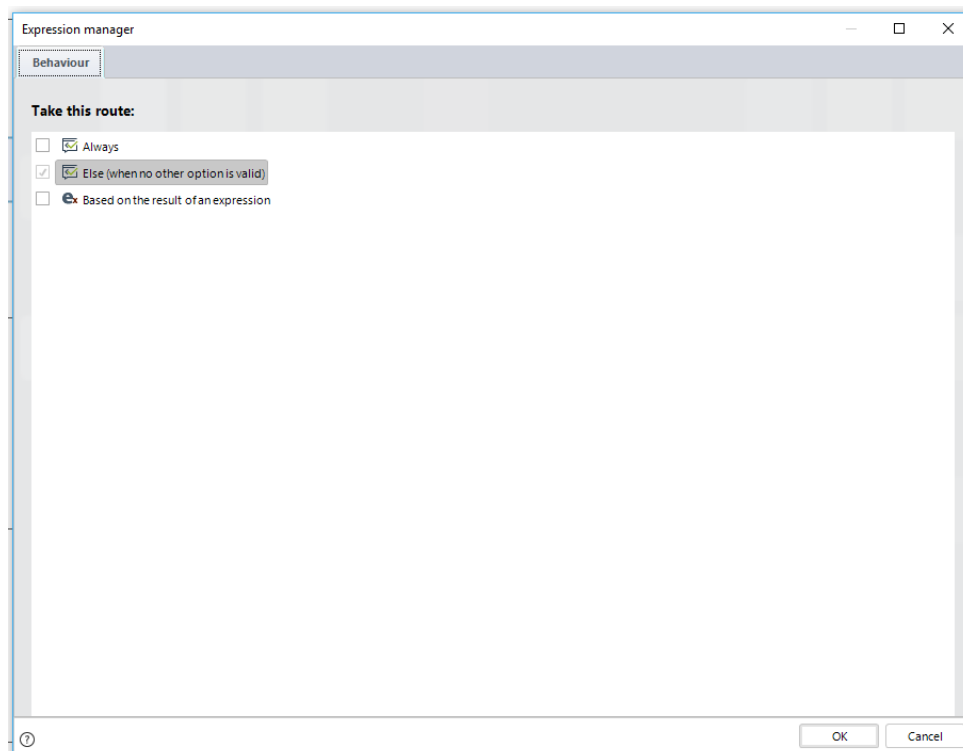 Expression manager
Behaviour
Take this route:
Always
Else (when no other option is valid)
ex Based on the result of an expression
?
OK Cancel